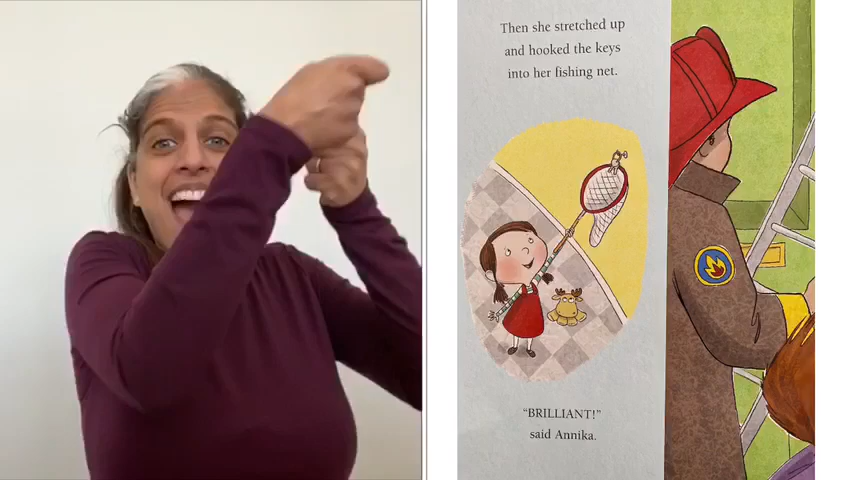 Then she stretched up
and hooked the keys
into her fishing net.
"BRILLIANT!"
said Annika.